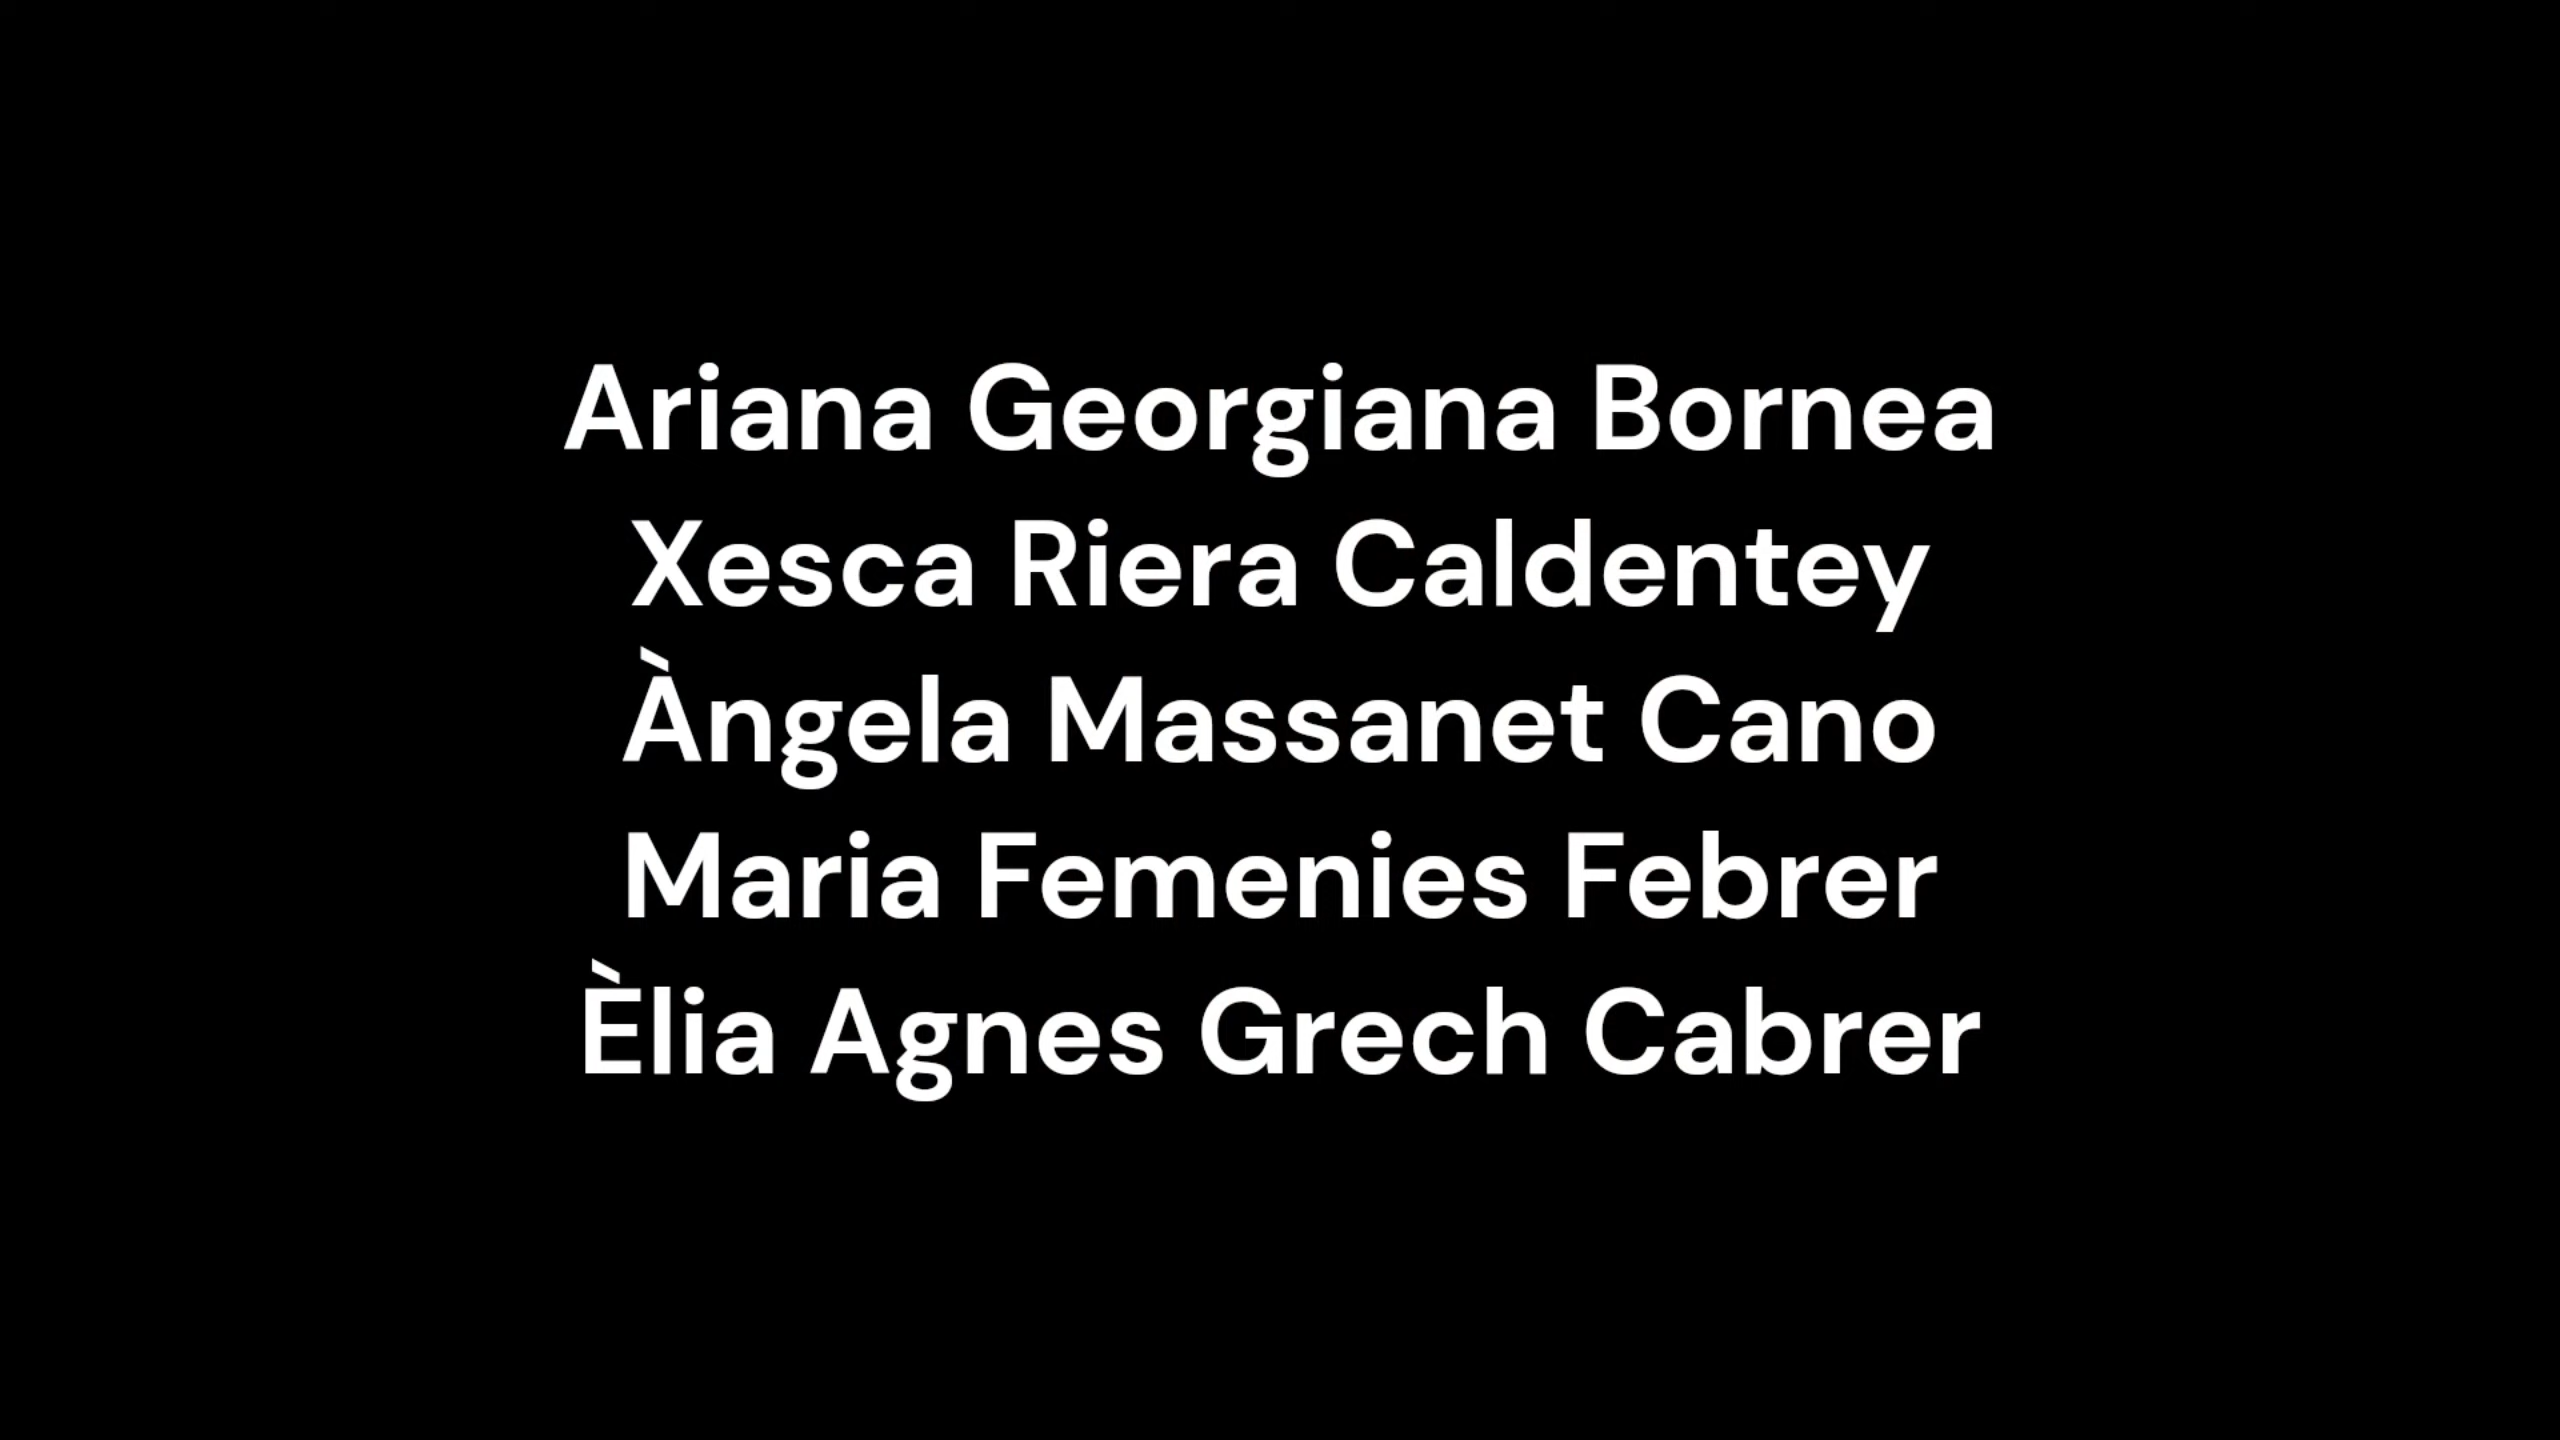 Ariana Georgiana Bornea
Xesca Riera Caldentey
Àngela Massanet Cano
Maria Femenies Febrer
Èlia Agnes Grech Cabrer